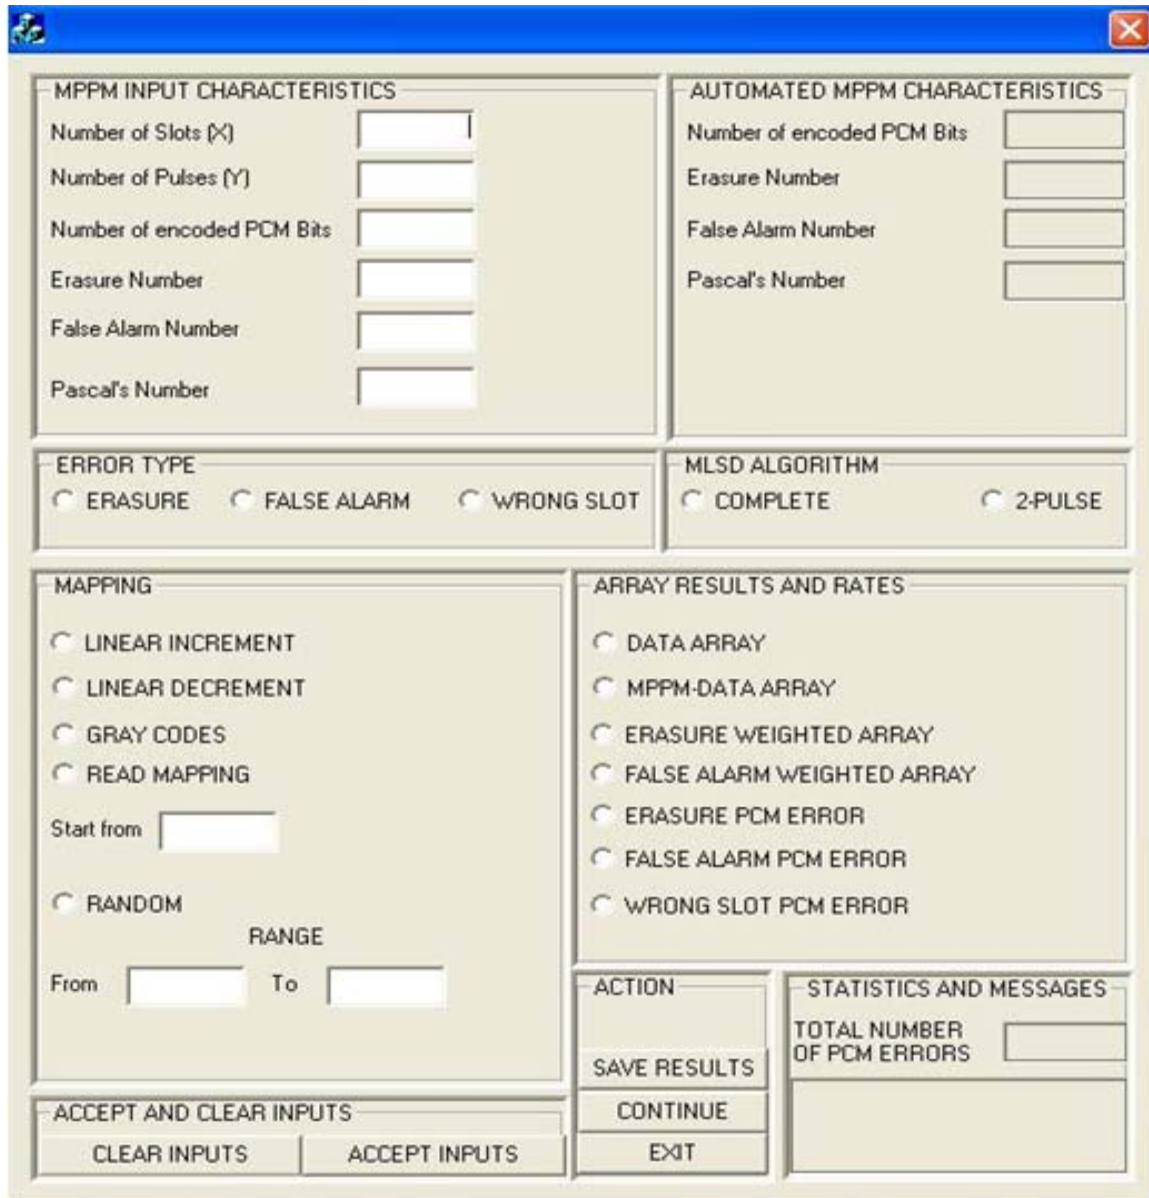 MPPM INPUT CHARACTERISTICS
Number of Slots (X)
Number of Pulses (Y)
Number of encoded PCM Bits
Erasure Number
False Alarm Number
Pascal's Number
AUTOMATED MPPM CHARACTERISTICS
Number of encoded PCM Bits
Erasure Number
False Alarm Number
Pascal's Number
ERROR TYPE
ERASURE FALSE ALARM WRONG SLOT
MLSD ALGORITHM
COMPLETE 2-PULSE
MAPPING
LINEAR INCREMENT
LINEAR DECREMENT
GRAY CODES
READ MAPPING
Start from
RANDOM
RANGE
From To
ARRAY RESULTS AND RATES
DATA ARRAY
MPPM-DATA ARRAY
ERASURE WEIGHTED ARRAY
FALSE ALARM WEIGHTED ARRAY
ERASURE PCM ERROR
FALSE ALARM PCM ERROR
WRONG SLOT PCM ERROR
ACCEPT AND CLEAR INPUTS
CLEAR INPUTS ACCEPT INPUTS
ACTION
SAVE RESULTS
CONTINUE
EXIT
STATISTICS AND MESSAGES
TOTAL NUMBER
OF PCM ERRORS